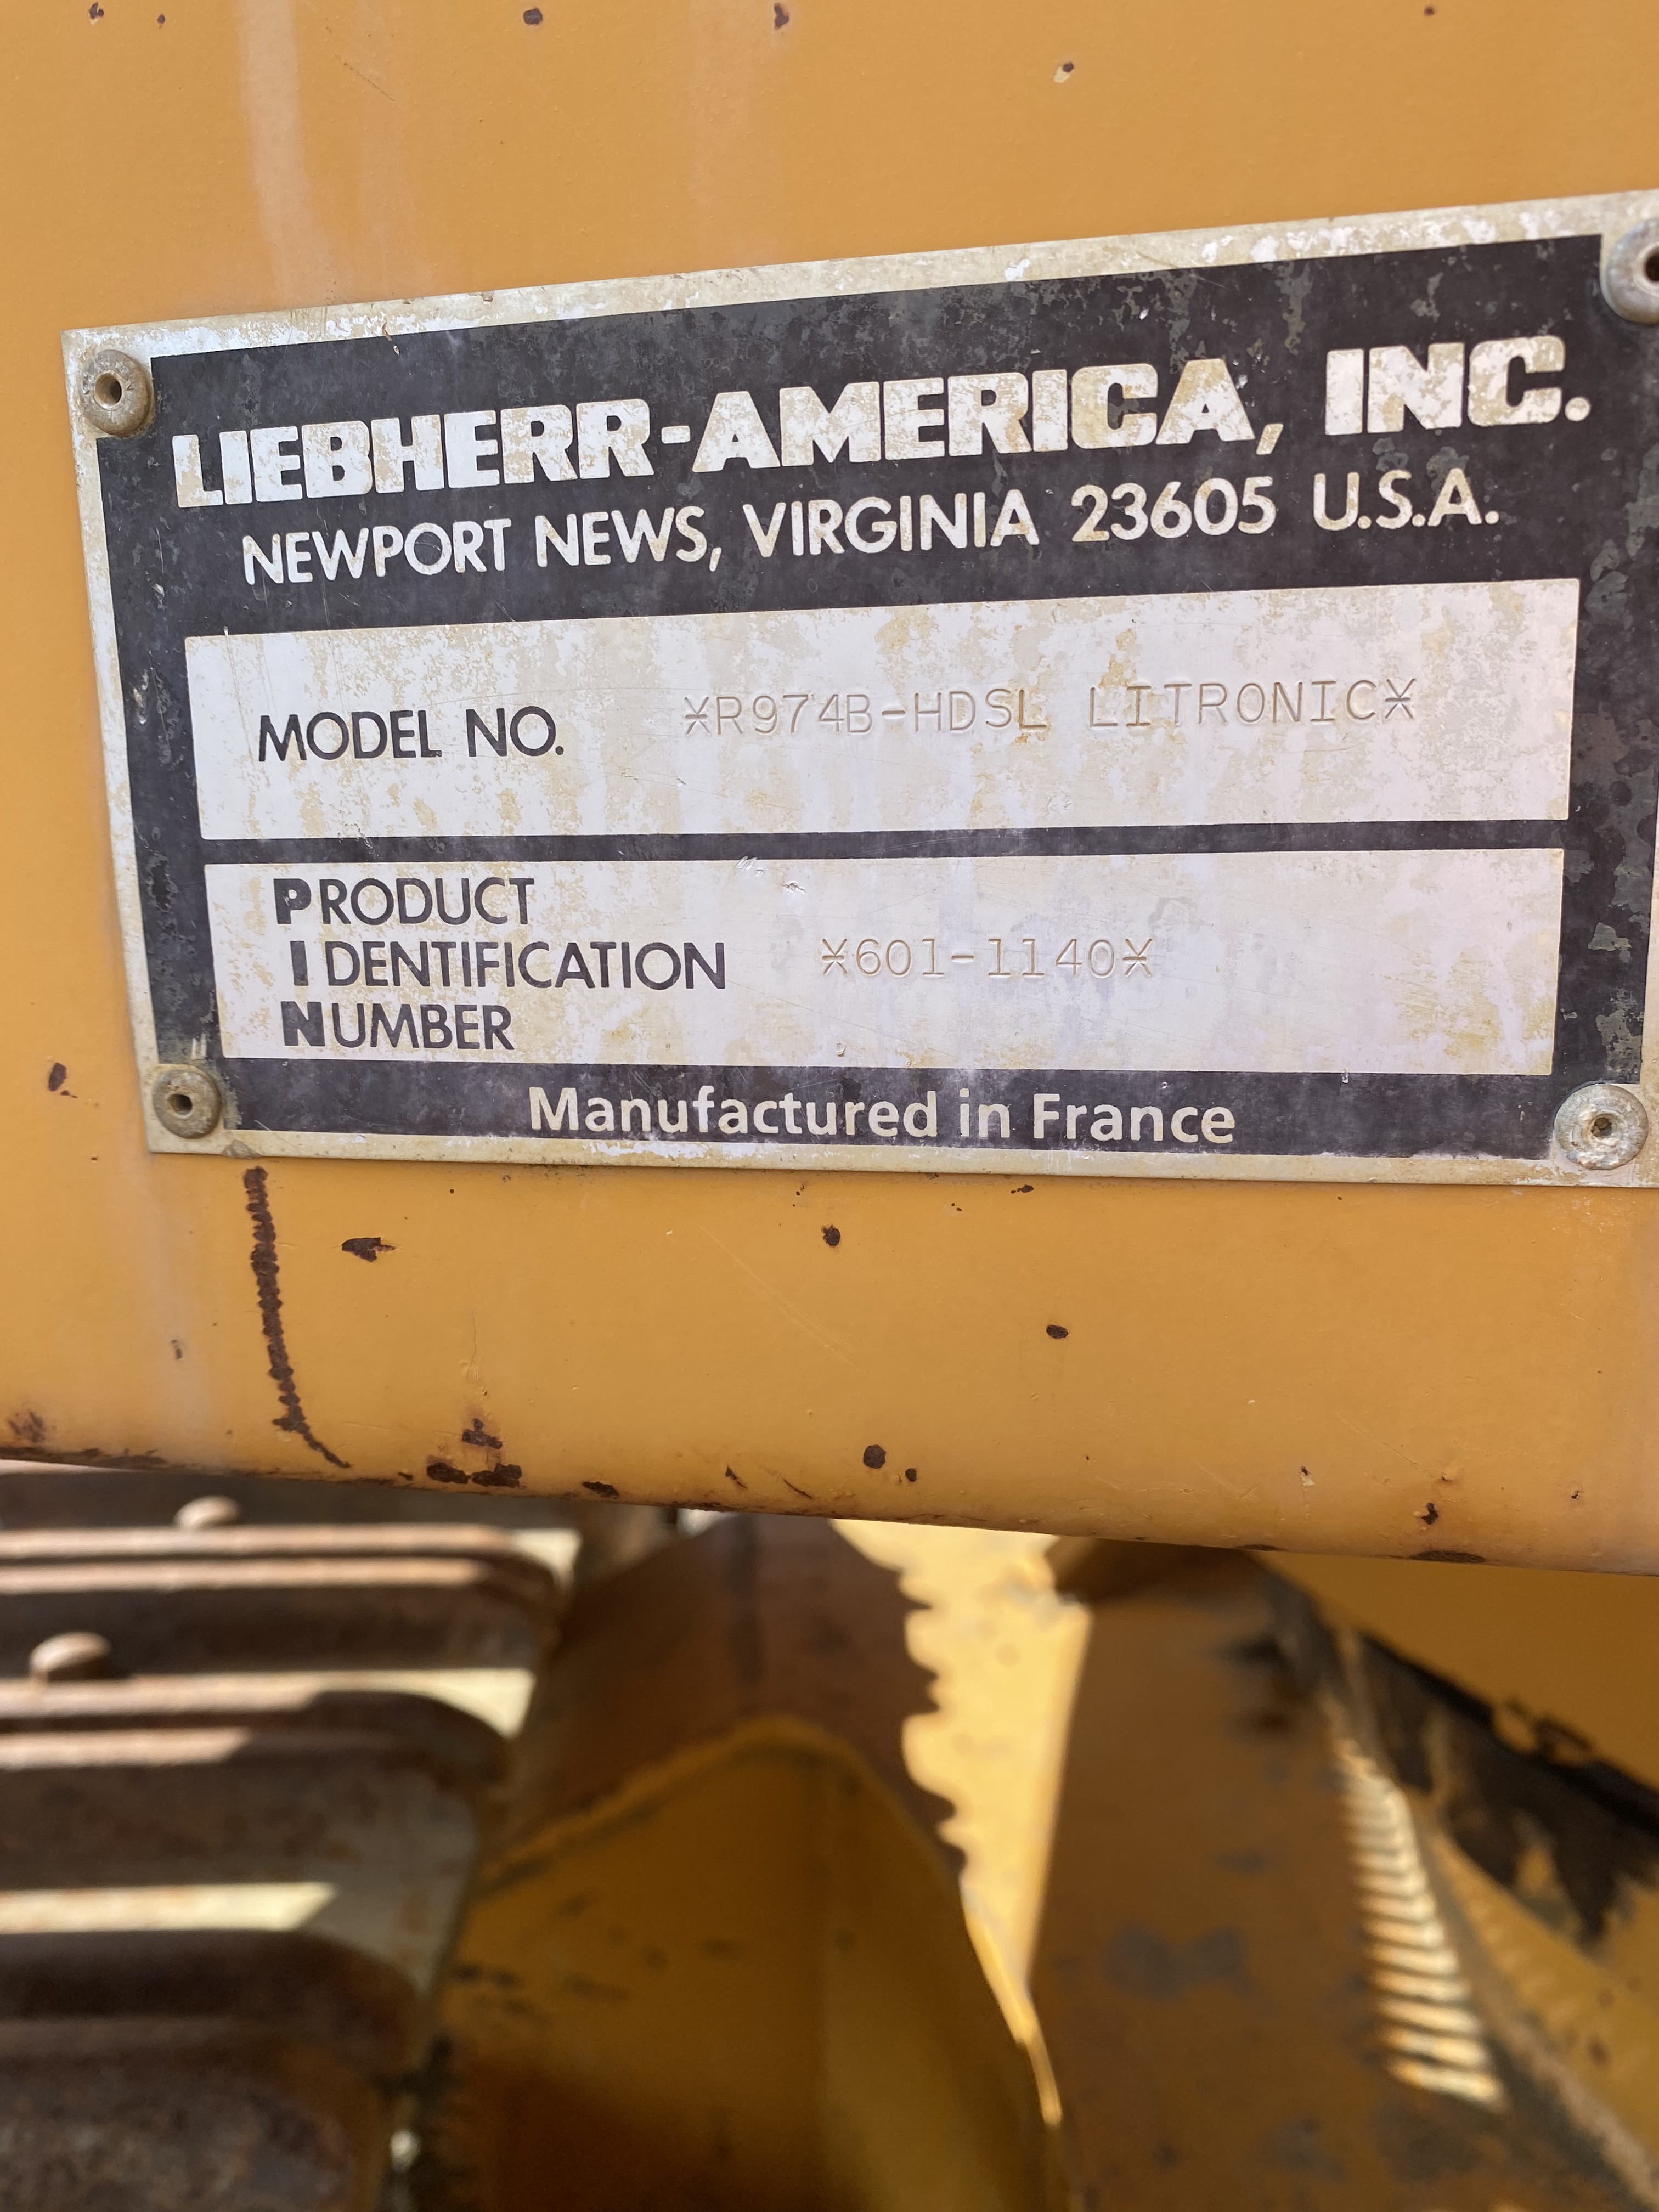 LIEBHERR-AMERICA, INC.
NEWPORT NEWS, VIRGINIA 23605 U.S.A.
MODEL NO. *R974B-HDSL LITRONIC*
PRODUCT
IDENTIFICATION *601-1140*
NUMBER
Manufactured in France